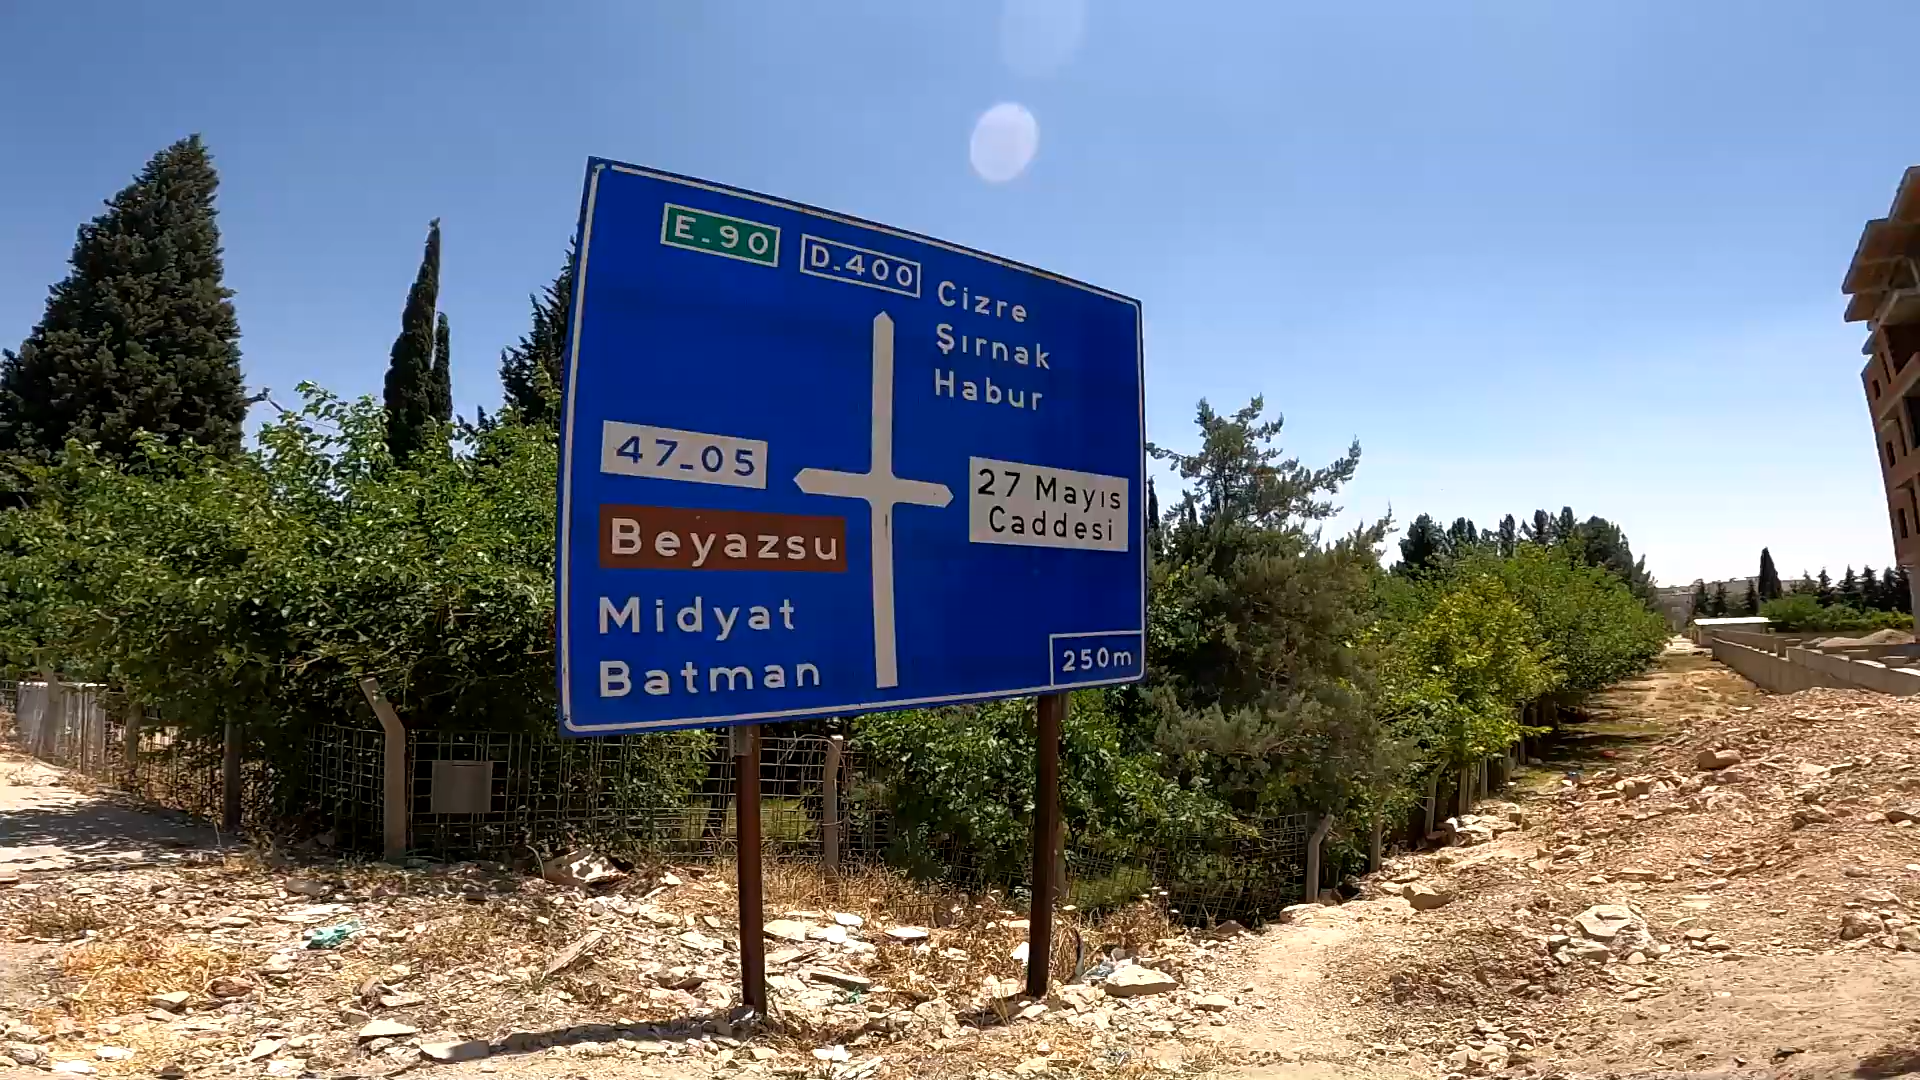 E-90 D-400
Cizre
Şırnak
Habur
47-05
Beyazsu
Midyat
Batman
27 Mayıs
Caddesi
250m